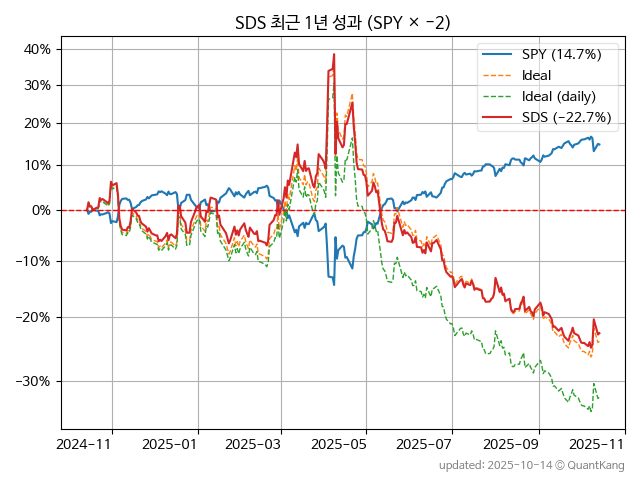 SDS 최근 1년 성과 (SPY × −2)
40%
30%
20%
10%
0%
−10%
−20%
−30%
SPY (14.7%)
Ideal
Ideal (daily)
SDS (−22.7%)
2024-11
2025-01
2025-03
2025-05
2025-07
2025-09
2025-11
updated: 2025-10-14 © QuantKang